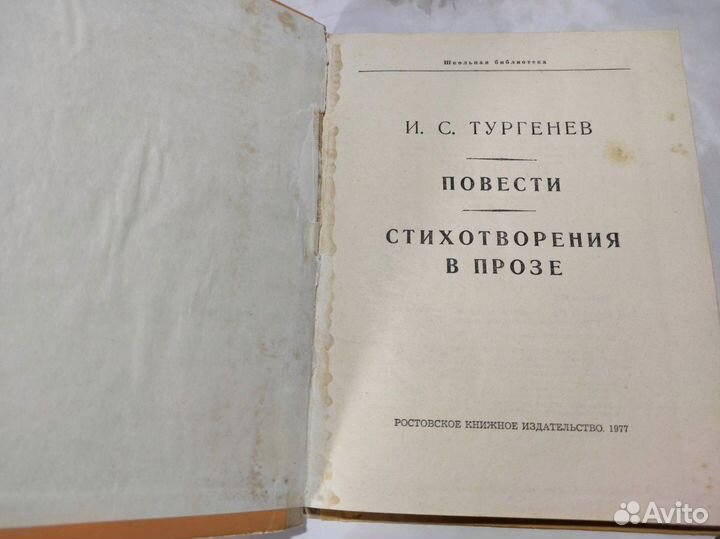 Школьная библиотека
И. С. ТУРГЕНЕВ
ПОВЕСТИ
СТИХОТВОРЕНИЯ
В ПРОЗЕ
РОСТОВСКОЕ КНИЖНОЕ ИЗДАТЕЛЬСТВО. 1977
Avito